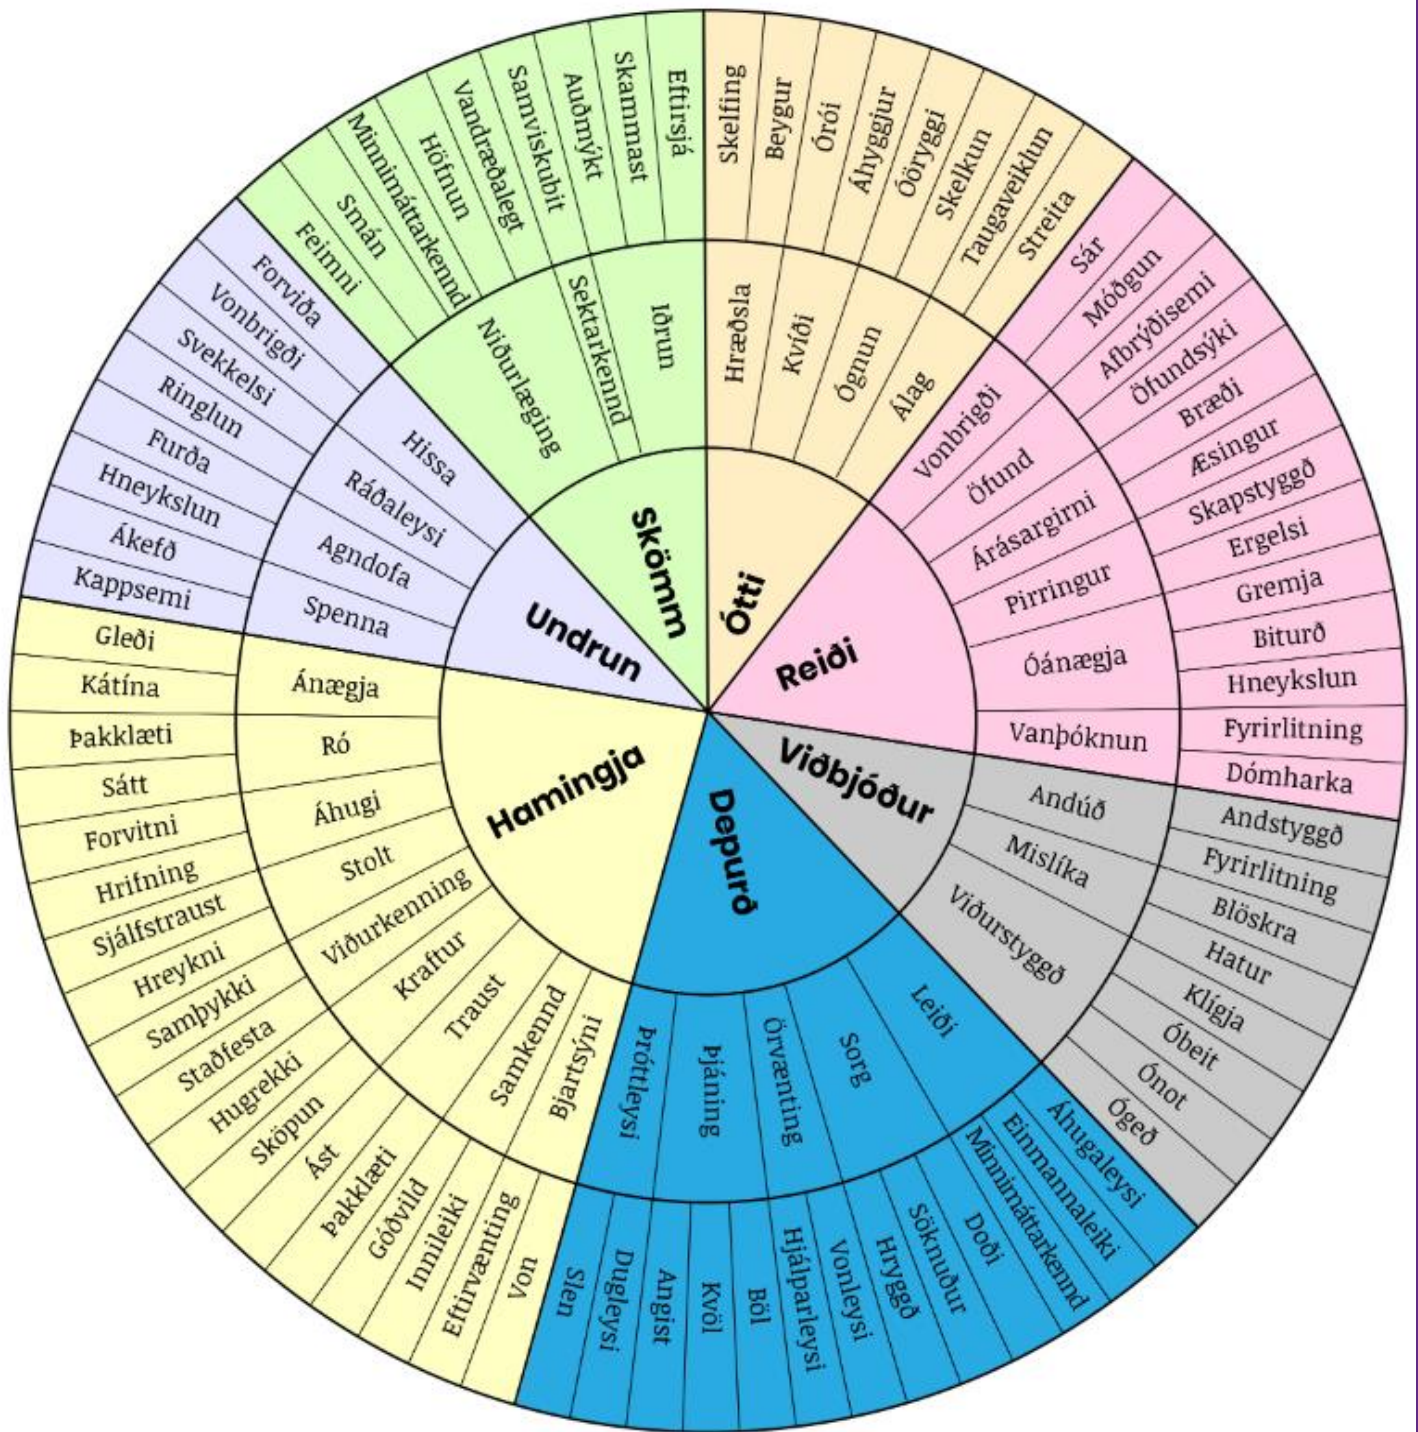 Skömm
Ótti
Reiði
Viðbjóður
Depurð
Hamingja
Undrun
Niðurlæging
Sektarkennd
Iðrun
Hræðsla
Kvíði
Ógnun
Álag
Vonbrigði
Öfund
Árásargirni
Pirringur
Óánægja
Vanþóknun
Andúð
Mislíka
Viðurstyggð
Leiði
Sorg
Örvænting
Þjáning
Þróttleysi
Bjartsýni
Samkennd
Traust
Kraftur
Viðurkenning
Stolt
Áhugi
Ró
Ánægja
Spenna
Agndofa
Ráðaleysi
Hissa
Feimni
Smán
Minnimáttarkennd
Höfnun
Vandræðalegt
Samviskubit
Auðmýkt
Skammast
Eftirsjá
Skelfing
Beygur
Órói
Áhyggjur
Óöryggi
Skelkun
Taugaveiklun
Streita
Sár
Móðgun
Afbrýðisemi
Öfundsýki
Bræði
Æsingur
Skapstyggð
Ergelsi
Gremja
Biturð
Hneykslun
Fyrirlitning
Dómharka
Andstyggð
Fyrirlitning
Blöskra
Hatur
Klígja
Óbeit
Ónot
Ógeð
Áhugaleysi
Einmannaleiki
Minnimáttarkennd
Doði
Söknuður
Hryggð
Vonleysi
Hjálparleysi
Böl
Kvöl
Angist
Dugleysi
Slen
Von
Eftirvænting
Innileiki
Góðvild
Þakklæti
Ást
Sköpun
Hugrekki
Staðfesta
Samþykki
Hreykni
Sjálfstraust
Hrifning
Forvitni
Sátt
Þakklæti
Kátína
Gleði
Kappsemi
Ákefð
Hneykslun
Furða
Ringlun
Svekkelsi
Vonbrigði
Forviða